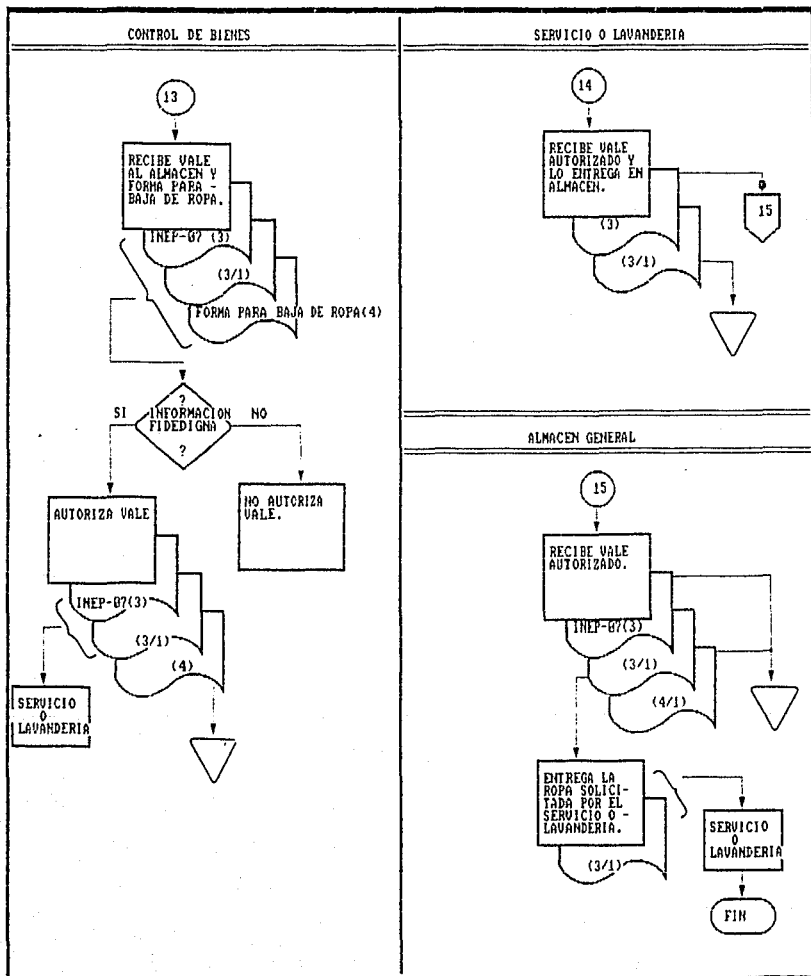 CONTROL DE BIENES
13
RECIBE VALE
AL ALMACEN Y
FORMA PARA -
BAJA DE ROPA.
INEP-07 (3)
(3/1)
FORMA PARA BAJA DE ROPA(4)
?
SI INFORMACION NO
FIDEDIGNA
?
AUTORIZA VALE
NO AUTORIZA
VALE.
INEP-07(3)
(3/1)
(4)
SERVICIO
O
LAVANDERIA
SERVICIO O LAVANDERIA
14
RECIBE VALE
AUTORIZADO Y
LO ENTREGA EN
ALMACEN.
(3)
(3/1)
15
ALMACEN GENERAL
15
RECIBE VALE
AUTORIZADO.
INEP-07(3)
(3/1)
(4/1)
ENTREGA LA
ROPA SOLICI-
TADA POR EL
SERVICIO O -
LAVANDERIA.
(3/1)
SERVICIO
O
LAVANDERIA
FIN